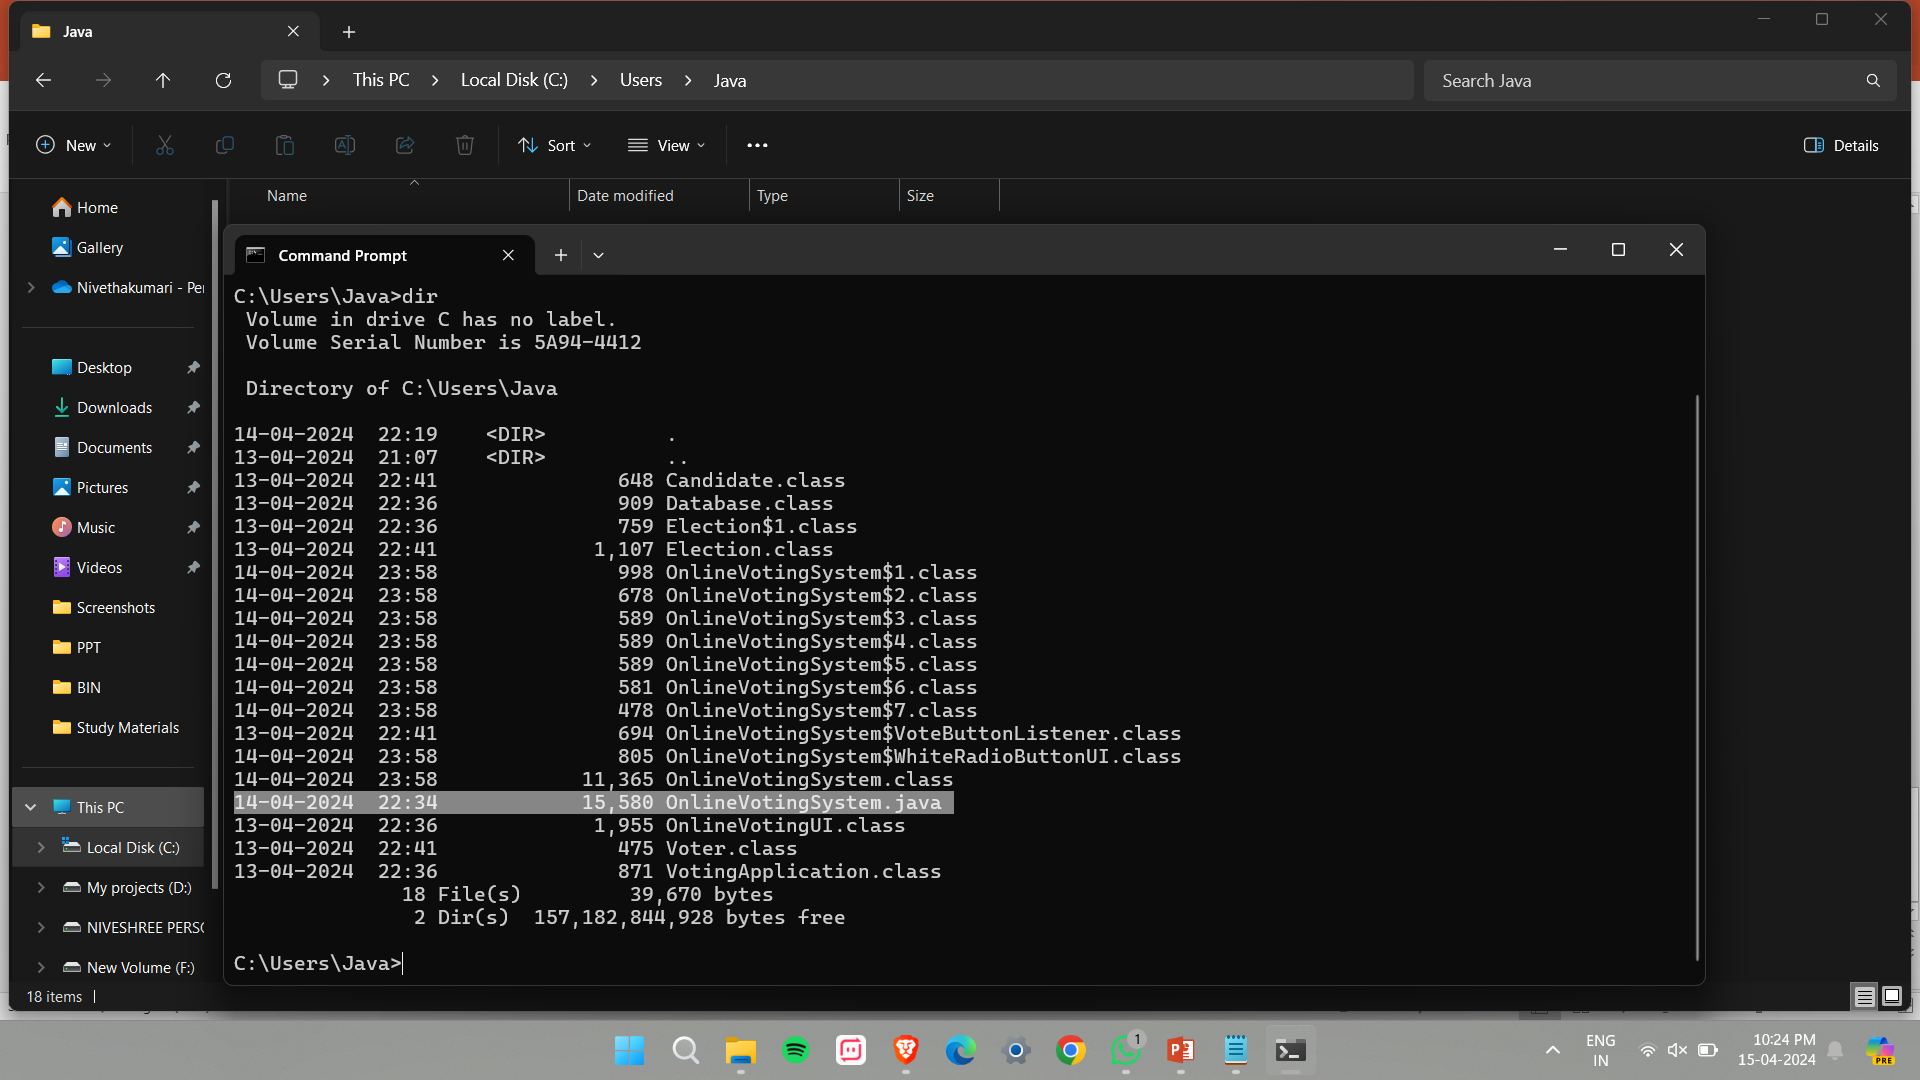 Java
This PC
Local Disk (C:)
Users
Java
Search Java
New
Sort
View
Details
Name
Date modified
Type
Size
Home
Gallery
Nivethakumari - Per
Desktop
Downloads
Documents
Pictures
Music
Videos
Screenshots
PPT
BIN
Study Materials
This PC
Local Disk (C:)
My projects (D:)
NIVESHREE PERSO
New Volume (F:)
18 items
Command Prompt
C:\Users\Java>dir
Volume in drive C has no label.
Volume Serial Number is 5A94-4412
Directory of C:\Users\Java
14-04-2024  22:19    <DIR>          .
13-04-2024  21:07    <DIR>          ..
13-04-2024  22:41               648 Candidate.class
13-04-2024  22:36               909 Database.class
13-04-2024  22:36               759 Election$1.class
13-04-2024  22:41             1,107 Election.class
14-04-2024  23:58               998 OnlineVotingSystem$1.class
14-04-2024  23:58               678 OnlineVotingSystem$2.class
14-04-2024  23:58               589 OnlineVotingSystem$3.class
14-04-2024  23:58               589 OnlineVotingSystem$4.class
14-04-2024  23:58               589 OnlineVotingSystem$5.class
14-04-2024  23:58               581 OnlineVotingSystem$6.class
14-04-2024  23:58               478 OnlineVotingSystem$7.class
13-04-2024  22:41               694 OnlineVotingSystem$VoteButtonListener.class
14-04-2024  23:58               805 OnlineVotingSystem$WhiteRadioButtonUI.class
14-04-2024  23:58            11,365 OnlineVotingSystem.class
14-04-2024  22:34            15,580 OnlineVotingSystem.java
13-04-2024  22:36             1,955 OnlineVotingUI.class
13-04-2024  22:41               475 Voter.class
13-04-2024  22:36               871 VotingApplication.class
18 File(s)         39,670 bytes
2 Dir(s)  157,182,844,928 bytes free
C:\Users\Java>
1
P
PRE
ENG
IN
10:24 PM
15-04-2024